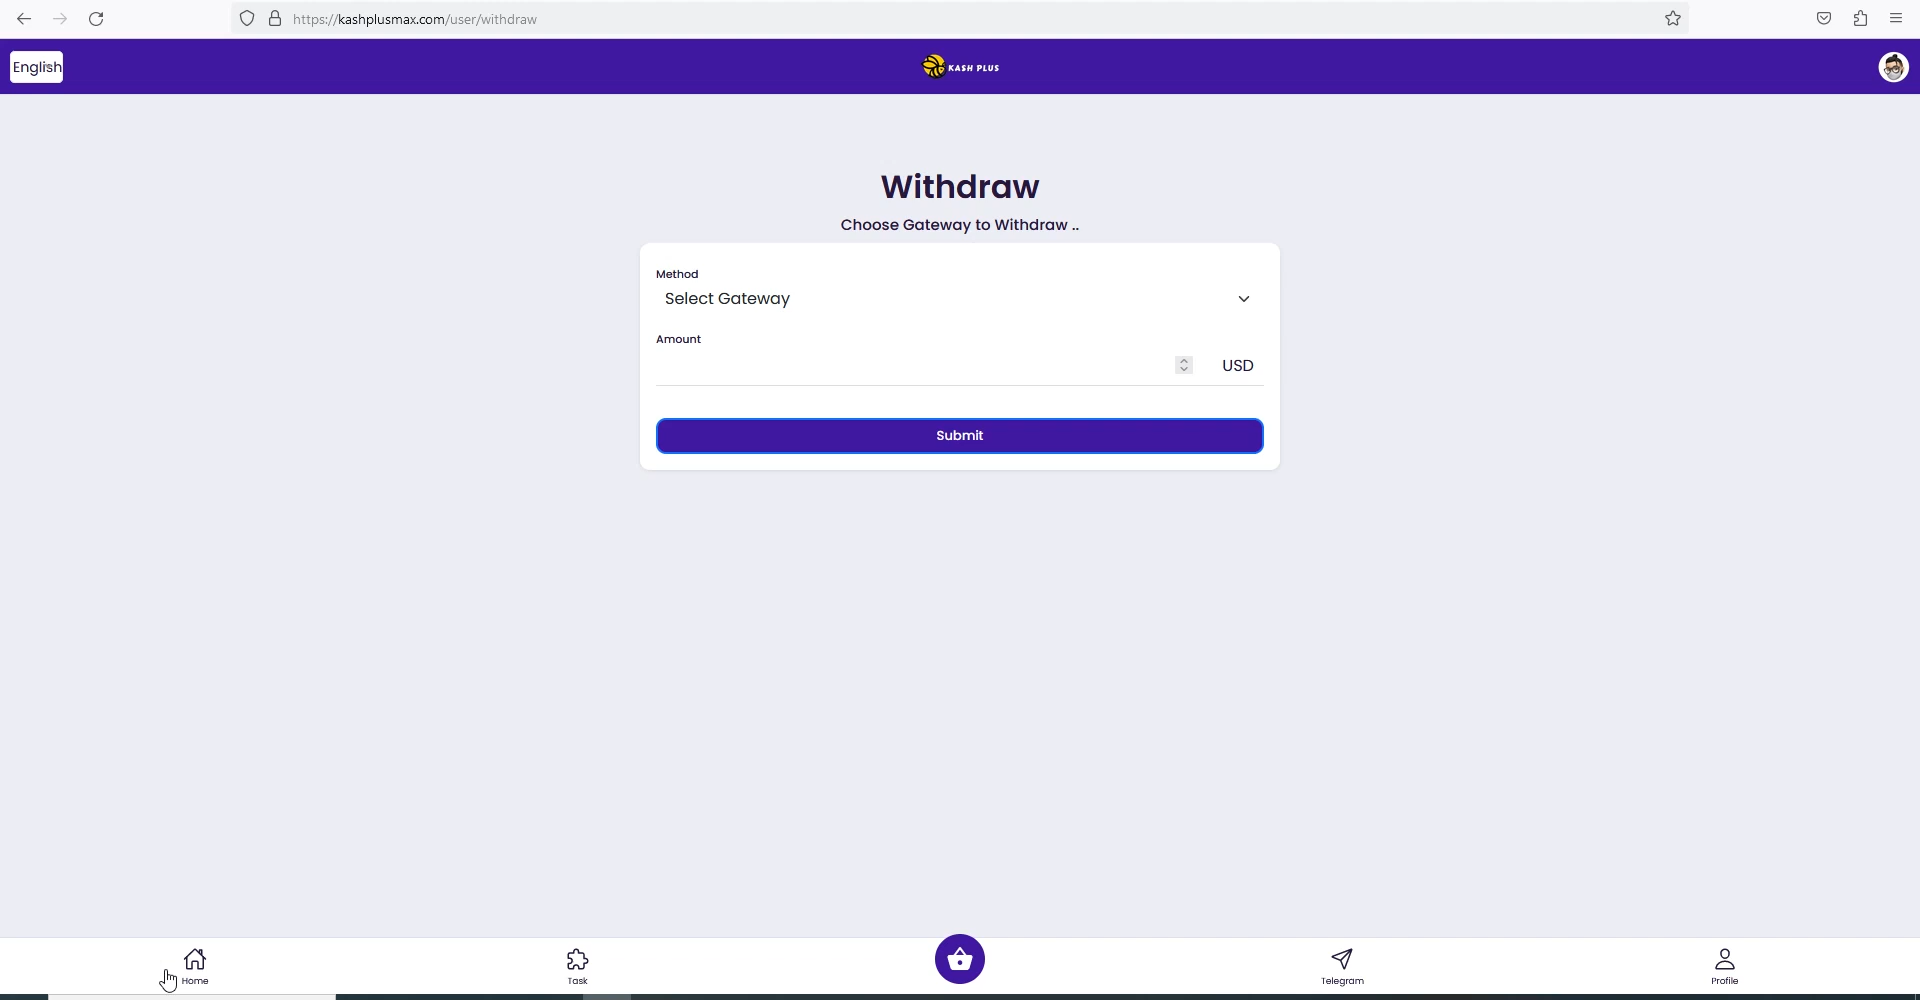 https://kashplusmax.com/user/withdraw
English
KASH PLUS
Withdraw
Choose Gateway to Withdraw ..
Method
Select Gateway
Amount
USD
Submit
Home
Task
Telegram
Profile